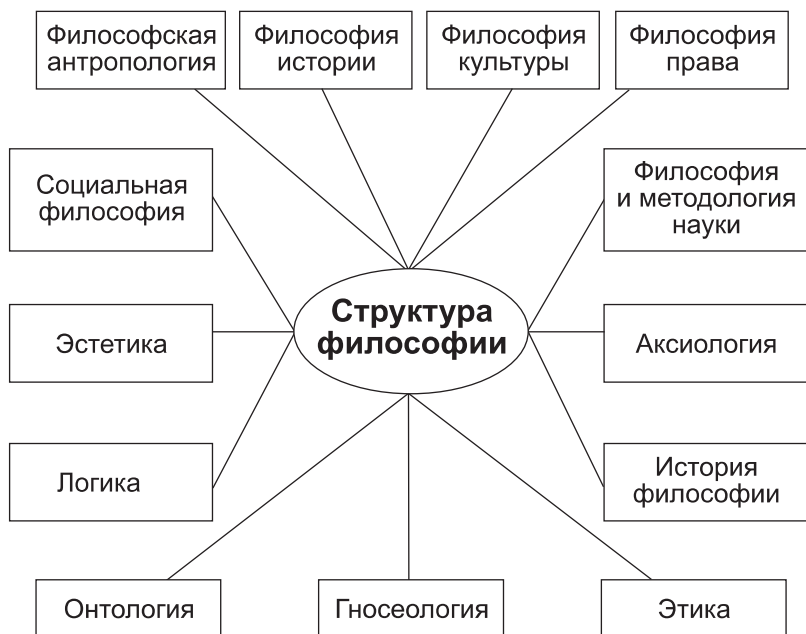 Философская
антропология
Философия
истории
Философия
культуры
Философия
права
Социальная
философия
Философия
и методология
науки
Структура
философии
Эстетика
Аксиология
Логика
История
философии
Онтология
Гносеология
Этика